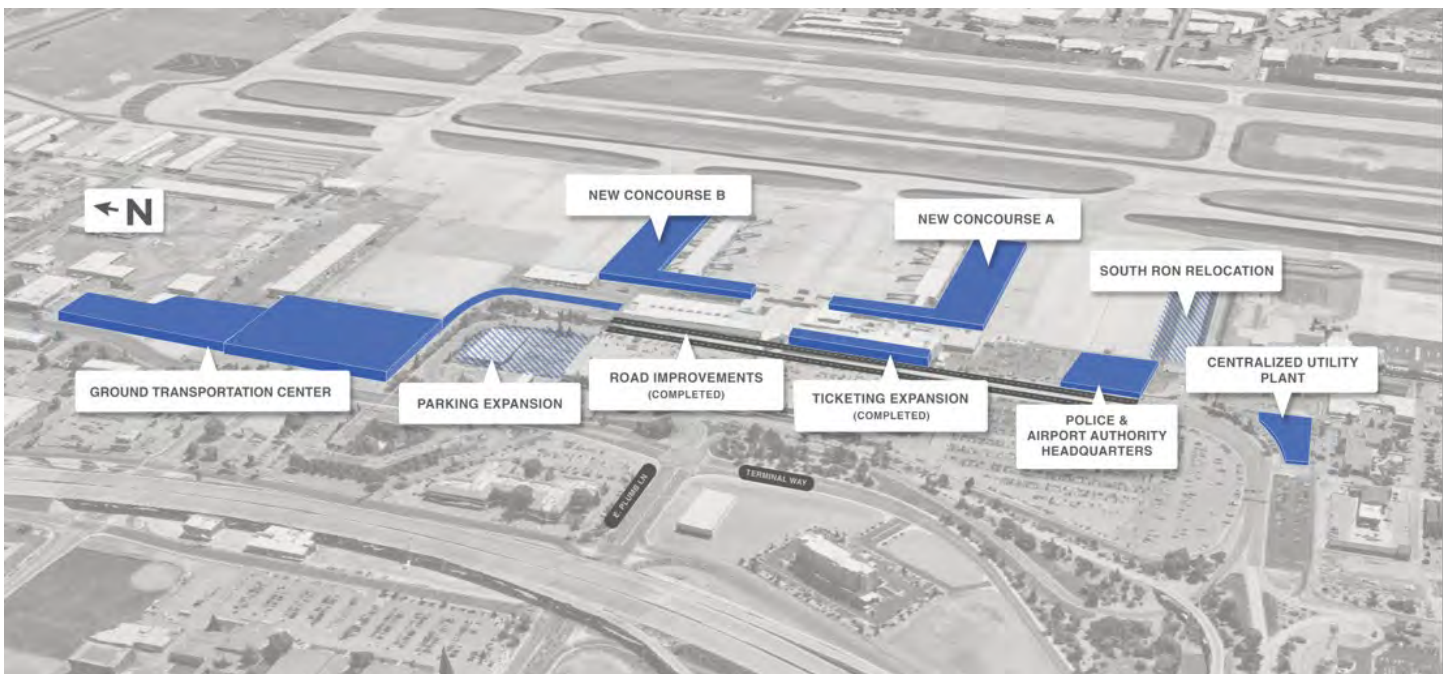 N
NEW CONCOURSE B
NEW CONCOURSE A
SOUTH RON RELOCATION
GROUND TRANSPORTATION CENTER
PARKING EXPANSION
ROAD IMPROVEMENTS
(COMPLETED)
TICKETING EXPANSION
(COMPLETED)
POLICE &
AIRPORT AUTHORITY
HEADQUARTERS
CENTRALIZED UTILITY
PLANT
E. PLUMB LN
TERMINAL WAY